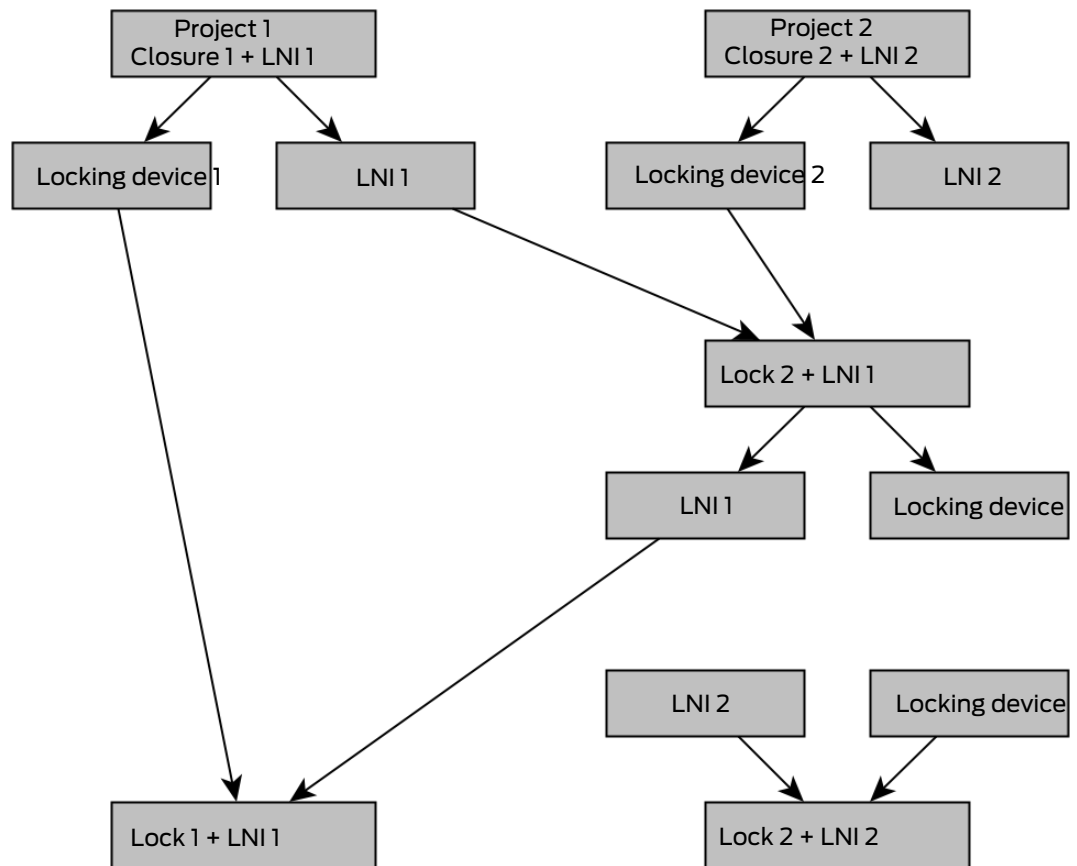 Project 1
Closure 1 + LNI 1
Project 2
Closure 2 + LNI 2
Locking device 1
LNI 1
Locking device 2
LNI 2
Lock 2 + LNI 1
LNI 1
Locking device
LNI 2
Locking device
Lock 1 + LNI 1
Lock 2 + LNI 2